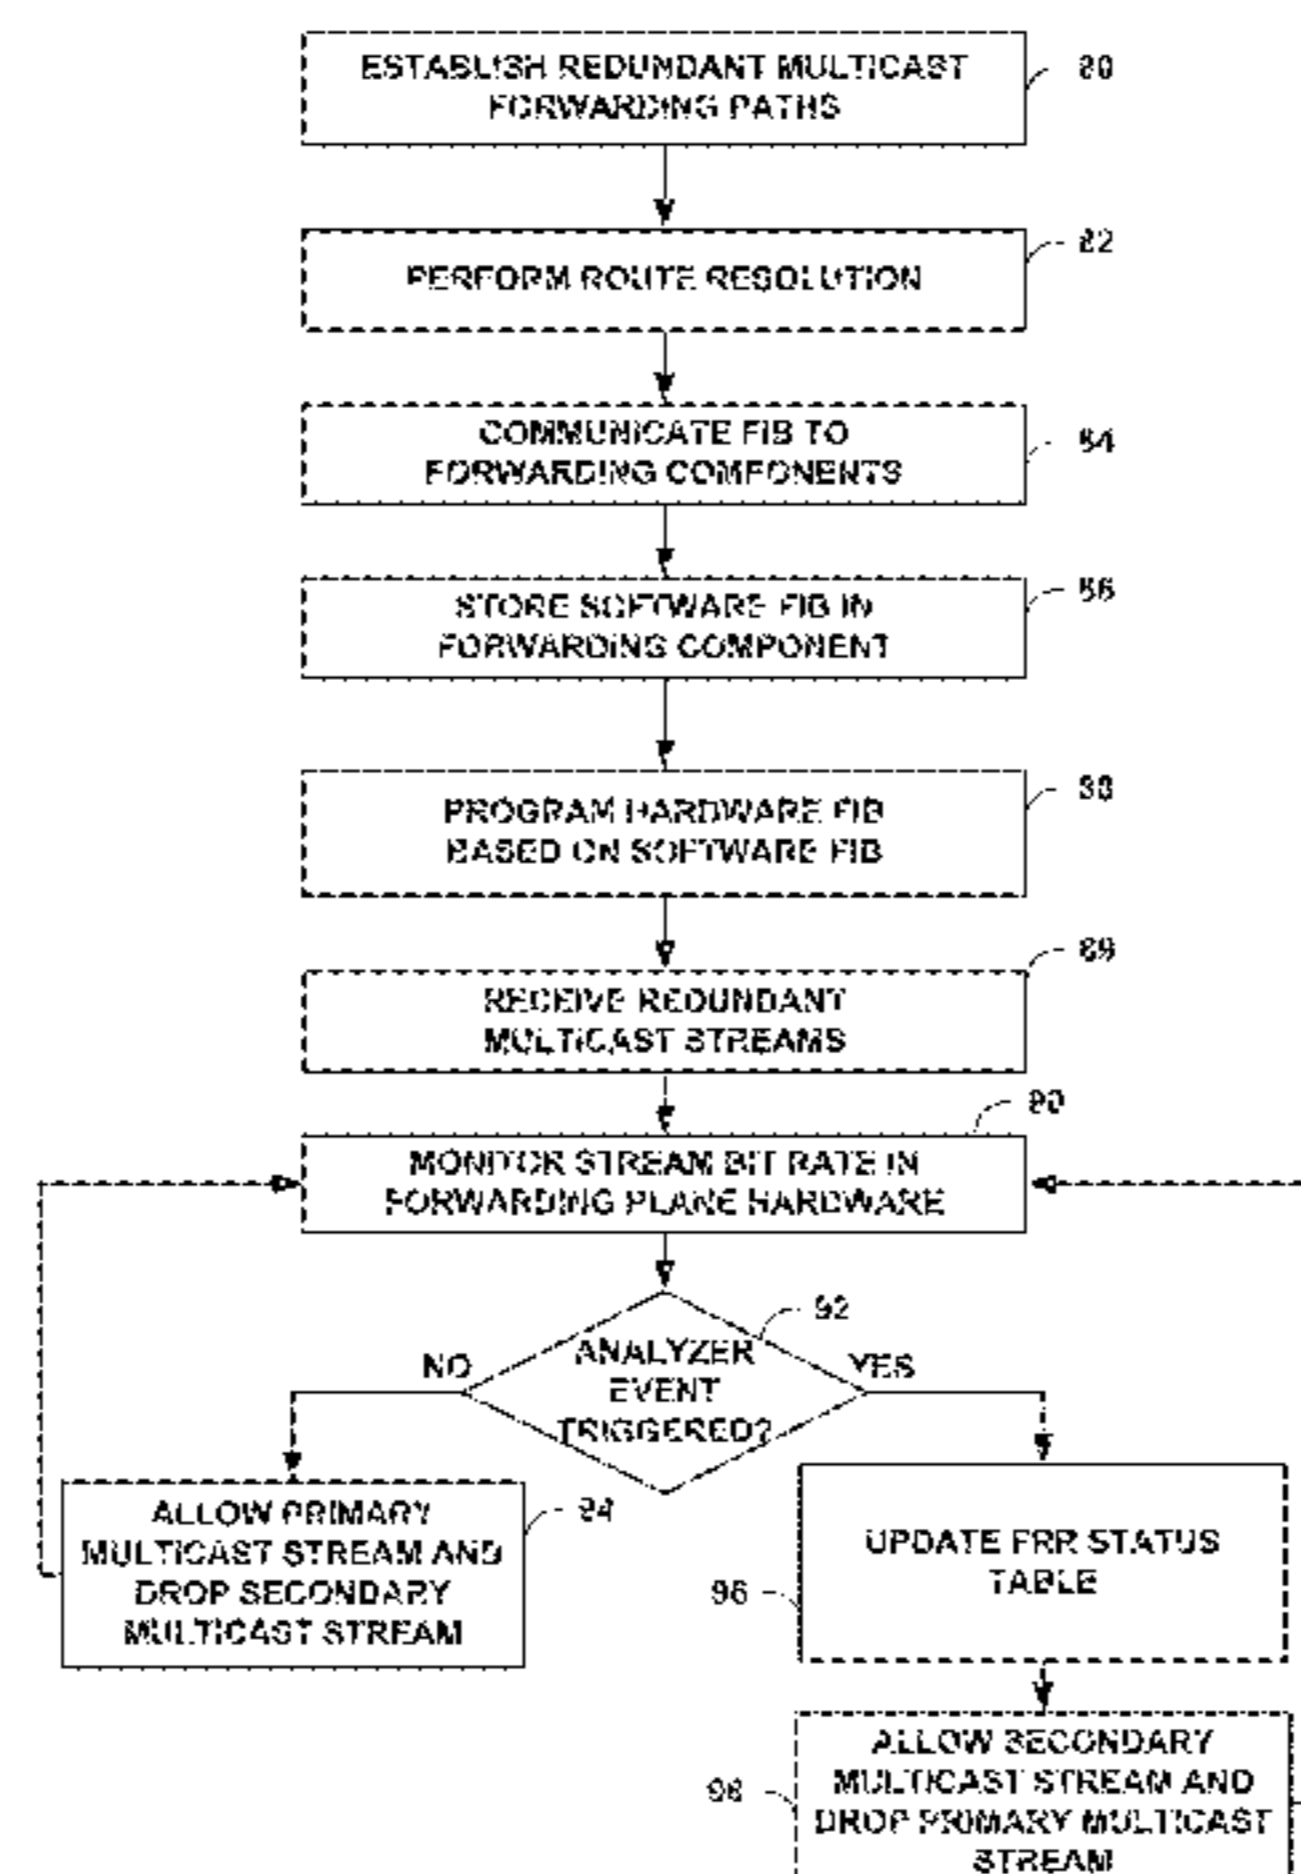 ESTABLISH REDUNDANT MULTICAST
FORWARDING PATHS
80
PERFORM ROUTE RESOLUTION
82
COMMUNICATE FIB TO
FORWARDING COMPONENTS
84
STORE SOFTWARE FIB IN
FORWARDING COMPONENT
86
PROGRAM HARDWARE FIB
BASED ON SOFTWARE FIB
88
RECEIVE REDUNDANT
MULTICAST STREAMS
89
MONITOR STREAM BIT RATE IN
FORWARDING PLANE HARDWARE
90
ANALYZER
EVENT
TRIGGERED?
92
NO
YES
ALLOW PRIMARY
MULTICAST STREAM AND
DROP SECONDARY
MULTICAST STREAM
94
UPDATE FRR STATUS
TABLE
96
ALLOW SECONDARY
MULTICAST STREAM AND
DROP PRIMARY MULTICAST
STREAM
98